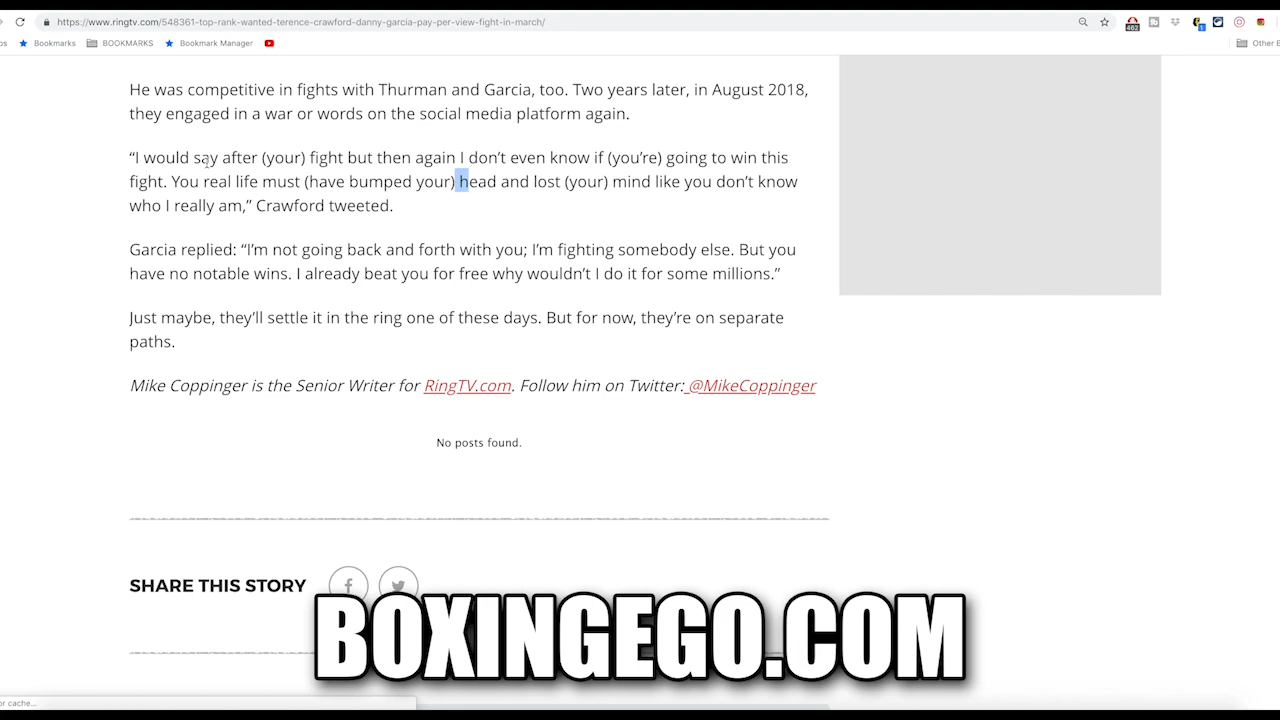 https://www.ringtv.com/548361-top-rank-wanted-terence-crawford-danny-garcia-pay-per-view-fight-in-march/
Bookmarks BOOKMARKS Bookmark Manager Other B
He was competitive in fights with Thurman and Garcia, too. Two years later, in August 2018,
they engaged in a war or words on the social media platform again.
“I would say after (your) fight but then again I don’t even know if (you’re) going to win this
fight. You real life must (have bumped your) head and lost (your) mind like you don’t know
who I really am,” Crawford tweeted.
Garcia replied: “I’m not going back and forth with you; I’m fighting somebody else. But you
have no notable wins. I already beat you for free why wouldn’t I do it for some millions.”
Just maybe, they’ll settle it in the ring one of these days. But for now, they’re on separate
paths.
Mike Coppinger is the Senior Writer for RingTV.com. Follow him on Twitter: @MikeCoppinger
No posts found.
SHARE THIS STORY
BOXINGEGO.COM
or cache...